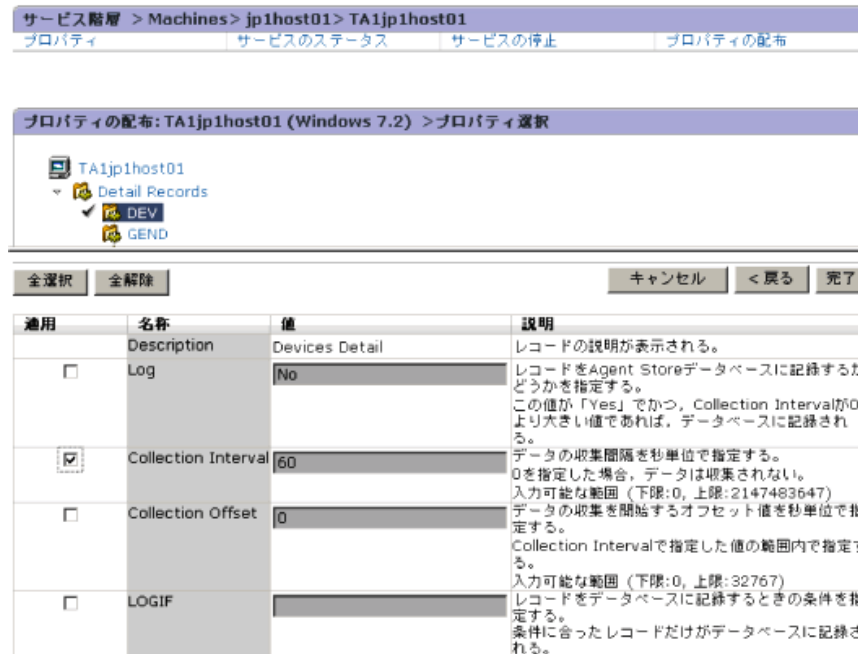 サービス階層 > Machines> jp1host01> TA1jp1host01
プロパティ サービスのステータス サービスの停止 プロパティの配布
プロパティの配布: TA1jp1host01 (Windows 7.2) >プロパティ選択
TA1jp1host01
Detail Records
DEV
GEND
全選択 全解除 キャンセル <戻る 完了
適用 名称 値 説明
Description Devices Detail レコードの説明が表示される。
Log No レコードをAgent Storeデータベースに記録するか
どうかを指定する。
この値が「Yes」でかつ, Collection Intervalが0
より大きい値であれば, データベースに記録され
る。
Collection Interval 60 データの収集間隔を秒単位で指定する。
0を指定した場合, データは収集されない。
入力可能な範囲 (下限:0, 上限:2147483647)
Collection Offset 0 データの収集を開始するオフセット値を秒単位で指
定する。
Collection Intervalで指定した値の範囲内で指定す
る。
入力可能な範囲 (下限:0, 上限:32767)
LOGIF レコードをデータベースに記録するときの条件を指
定する。
条件に合ったレコードだけがデータベースに記録さ
れる。